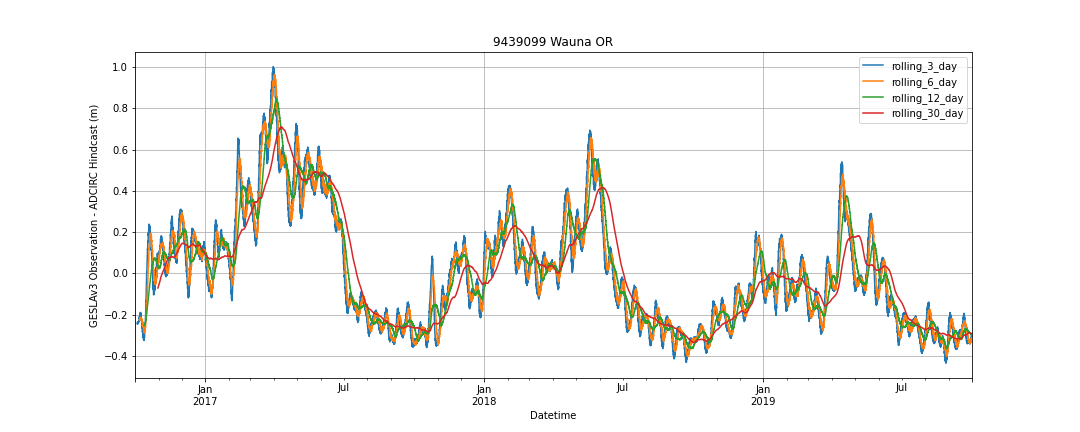 9439099 Wauna OR
rolling_3_day
rolling_6_day
rolling_12_day
rolling_30_day
GESLAv3 Observation - ADCIRC Hindcast (m)
1.0
0.8
0.6
0.4
0.2
0.0
−0.2
−0.4
Jan Jul Jan Jul Jan Jul
2017 2018 2019
Datetime